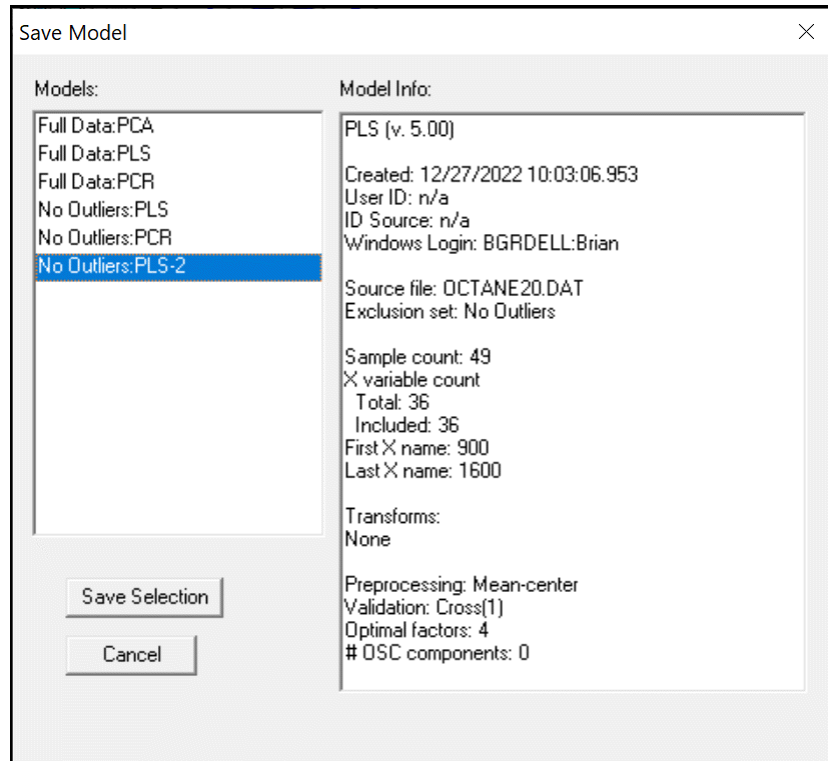 Save Model
Models:
Full Data:PCA
Full Data:PLS
Full Data:PCR
No Outliers:PLS
No Outliers:PCR
No Outliers:PLS-2
Save Selection
Cancel
Model Info:
PLS (v. 5.00)
Created: 12/27/2022 10:03:06.953
User ID: n/a
ID Source: n/a
Windows Login: BGRDELL:Brian
Source file: OCTANE20.DAT
Exclusion set: No Outliers
Sample count: 49
X variable count
Total: 36
Included: 36
First X name: 900
Last X name: 1600
Transforms:
None
Preprocessing: Mean-center
Validation: Cross(1)
Optimal factors: 4
# OSC components: 0